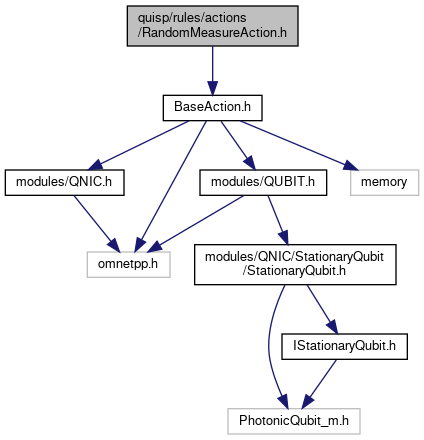 quisp/rules/actions
/RandomMeasureAction.h
BaseAction.h
modules/QNIC.h
modules/QUBIT.h
memory
omnetpp.h
modules/QNIC/StationaryQubit
/StationaryQubit.h
IStationaryQubit.h
PhotonicQubit_m.h